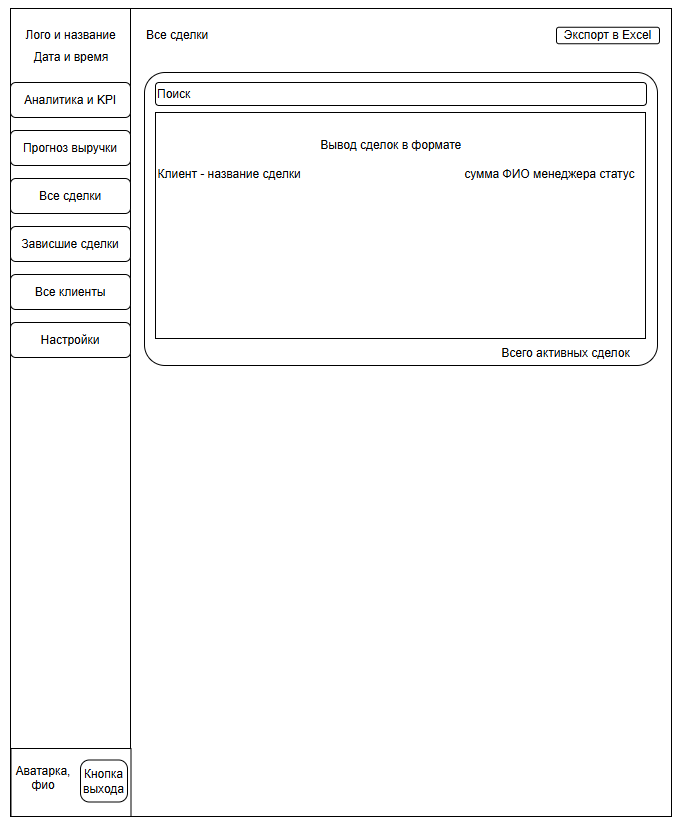 Лого и название
Дата и время
Аналитика и KPI
Прогноз выручки
Все сделки
Зависшие сделки
Все клиенты
Настройки
Аватарка,
фио
Кнопка
выхода
Все сделки
Экспорт в Excel
Поиск
Вывод сделок в формате
Клиент - название сделки
сумма ФИО менеджера статус
Всего активных сделок